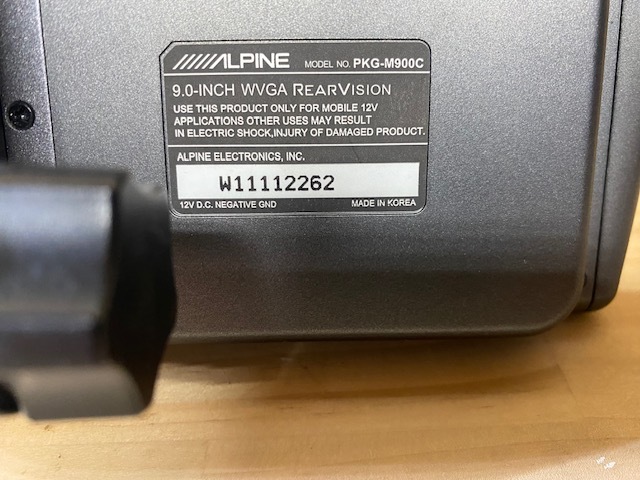 ALPINE MODEL NO. PKG-M900C
9.0-INCH WVGA REARVISION
USE THIS PRODUCT ONLY FOR MOBILE 12V
APPLICATIONS OTHER USES MAY RESULT
IN ELECTRIC SHOCK,INJURY OF DAMAGED PRODUCT.
ALPINE ELECTRONICS, INC.
W11112262
12V D.C. NEGATIVE GND MADE IN KOREA